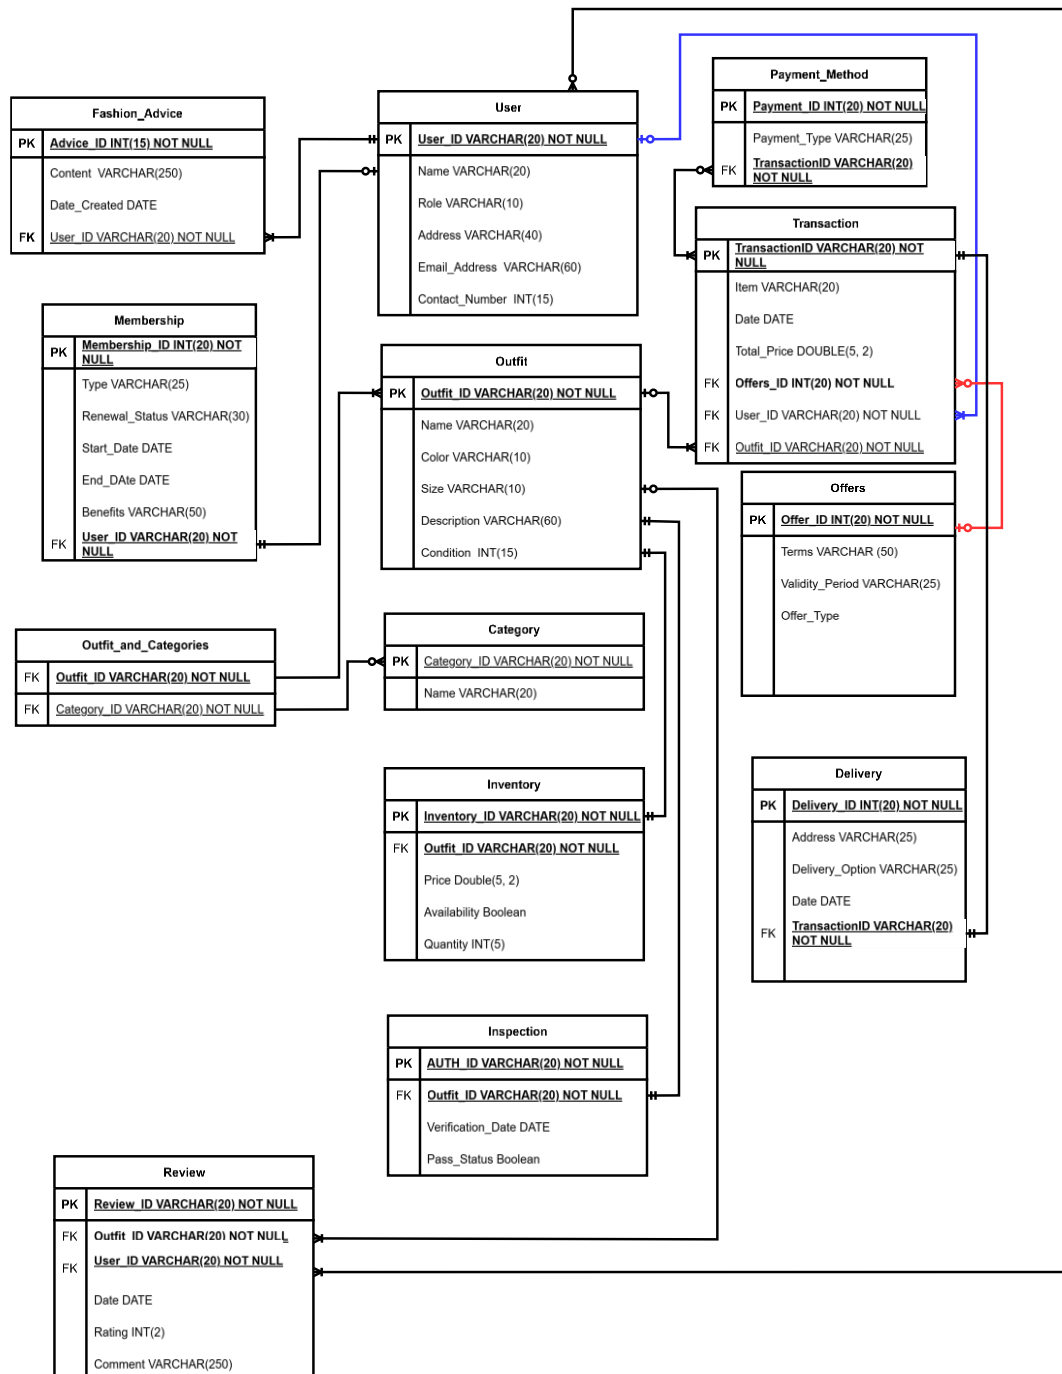 Fashion_Advice
PK Advice_ID INT(15) NOT NULL
Content VARCHAR(250)
Date_Created DATE
FK User_ID VARCHAR(20) NOT NULL
User
PK User_ID VARCHAR(20) NOT NULL
Name VARCHAR(20)
Role VARCHAR(10)
Address VARCHAR(40)
Email_Address VARCHAR(60)
Contact_Number INT(15)
Payment_Method
PK Payment_ID INT(20) NOT NULL
Payment_Type VARCHAR(25)
FK TransactionID VARCHAR(20)
NOT NULL
Transaction
PK TransactionID VARCHAR(20) NOT
NULL
Item VARCHAR(20)
Date DATE
Total_Price DOUBLE(5, 2)
FK Offers_ID INT(20) NOT NULL
FK User_ID VARCHAR(20) NOT NULL
FK Outfit_ID VARCHAR(20) NOT NULL
Membership
PK Membership_ID INT(20) NOT
NULL
Type VARCHAR(25)
Renewal_Status VARCHAR(30)
Start_Date DATE
End_DAte DATE
Benefits VARCHAR(50)
FK User_ID VARCHAR(20) NOT
NULL
Outfit
PK Outfit_ID VARCHAR(20) NOT NULL
Name VARCHAR(20)
Color VARCHAR(10)
Size VARCHAR(10)
Description VARCHAR(60)
Condition INT(15)
Offers
PK Offer_ID INT(20) NOT NULL
Terms VARCHAR (50)
Validity_Period VARCHAR(25)
Offer_Type
Outfit_and_Categories
FK Outfit_ID VARCHAR(20) NOT NULL
FK Category_ID VARCHAR(20) NOT NULL
Category
PK Category_ID VARCHAR(20) NOT NULL
Name VARCHAR(20)
Inventory
PK Inventory_ID VARCHAR(20) NOT NULL
FK Outfit_ID VARCHAR(20) NOT NULL
Price Double(5, 2)
Availability Boolean
Quantity INT(5)
Delivery
PK Delivery_ID INT(20) NOT NULL
Address VARCHAR(25)
Delivery_Option VARCHAR(25)
Date DATE
FK TransactionID VARCHAR(20)
NOT NULL
Inspection
PK AUTH_ID VARCHAR(20) NOT NULL
FK Outfit_ID VARCHAR(20) NOT NULL
Verification_Date DATE
Pass_Status Boolean
Review
PK Review_ID VARCHAR(20) NOT NULL
FK Outfit_ID VARCHAR(20) NOT NULL
FK User_ID VARCHAR(20) NOT NULL
Date DATE
Rating INT(2)
Comment VARCHAR(250)